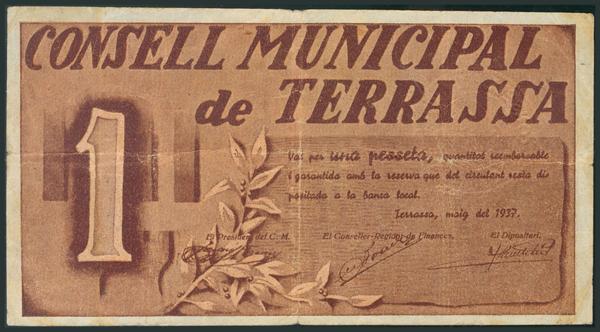 CONSELL MUNICIPAL
de TERRASSA
1
Val per una pesseta, quantitat reemborsable
i garantida amb la reserva que del circulant resta di
positada a la banca local.
Terrassa, maig del 1937.
El President del C. M. El Conseller-Regidor de Finances, El Dipositari,